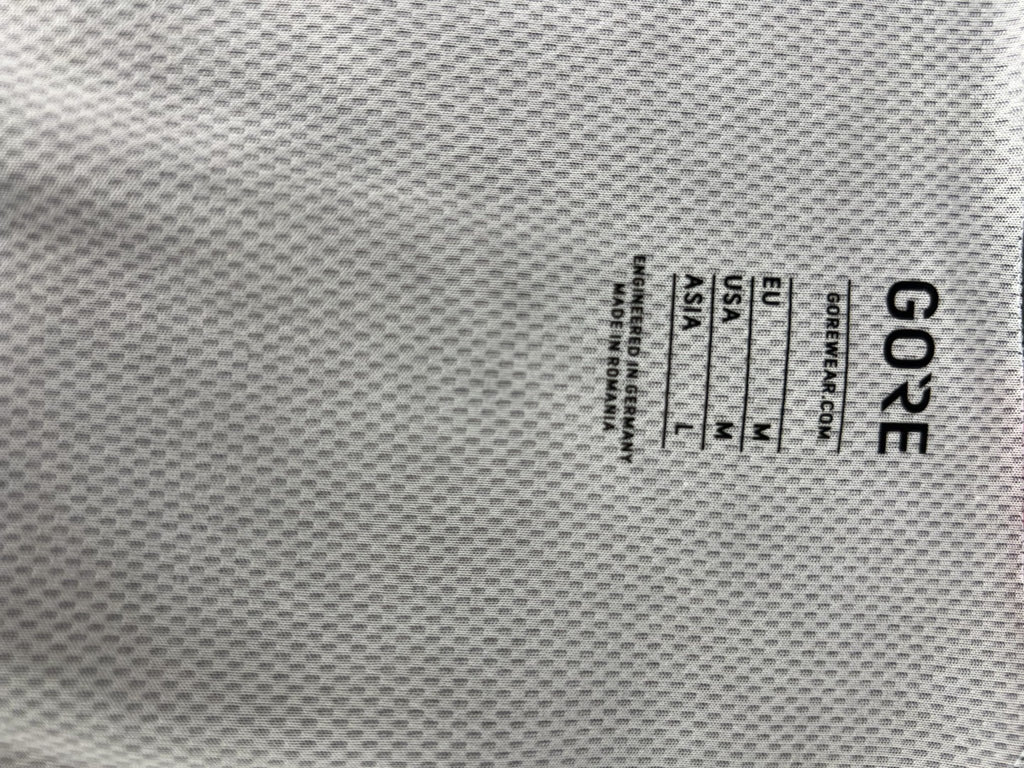 GORE
GOREWEAR.COM
EU M
USA M
ASIA L
ENGINEERED IN GERMANY
MADE IN ROMANIA